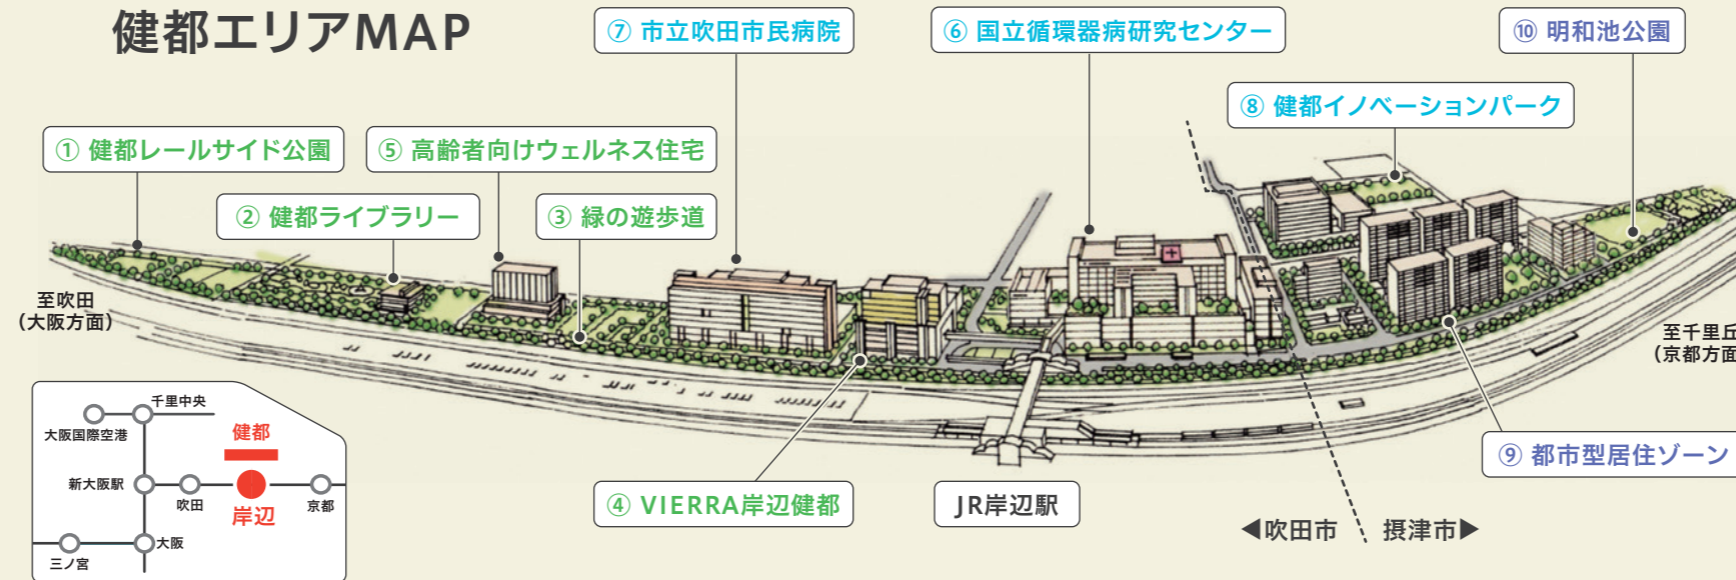 健都エリアMAP
⑦ 市立吹田市民病院
⑥ 国立循環器病研究センター
⑩ 明和池公園
⑧ 健都イノベーションパーク
① 健都レールサイド公園
⑤ 高齢者向けウェルネス住宅
② 健都ライブラリー
③ 緑の遊歩道
至吹田
（大阪方面）
至千里丘
（京都方面
⑨ 都市型居住ゾーン
④ VIERRA岸辺健都
JR岸辺駅
◀吹田市
摂津市▶
千里中央
大阪国際空港
健都
新大阪駅
吹田
岸辺
京都
大阪
三ノ宮